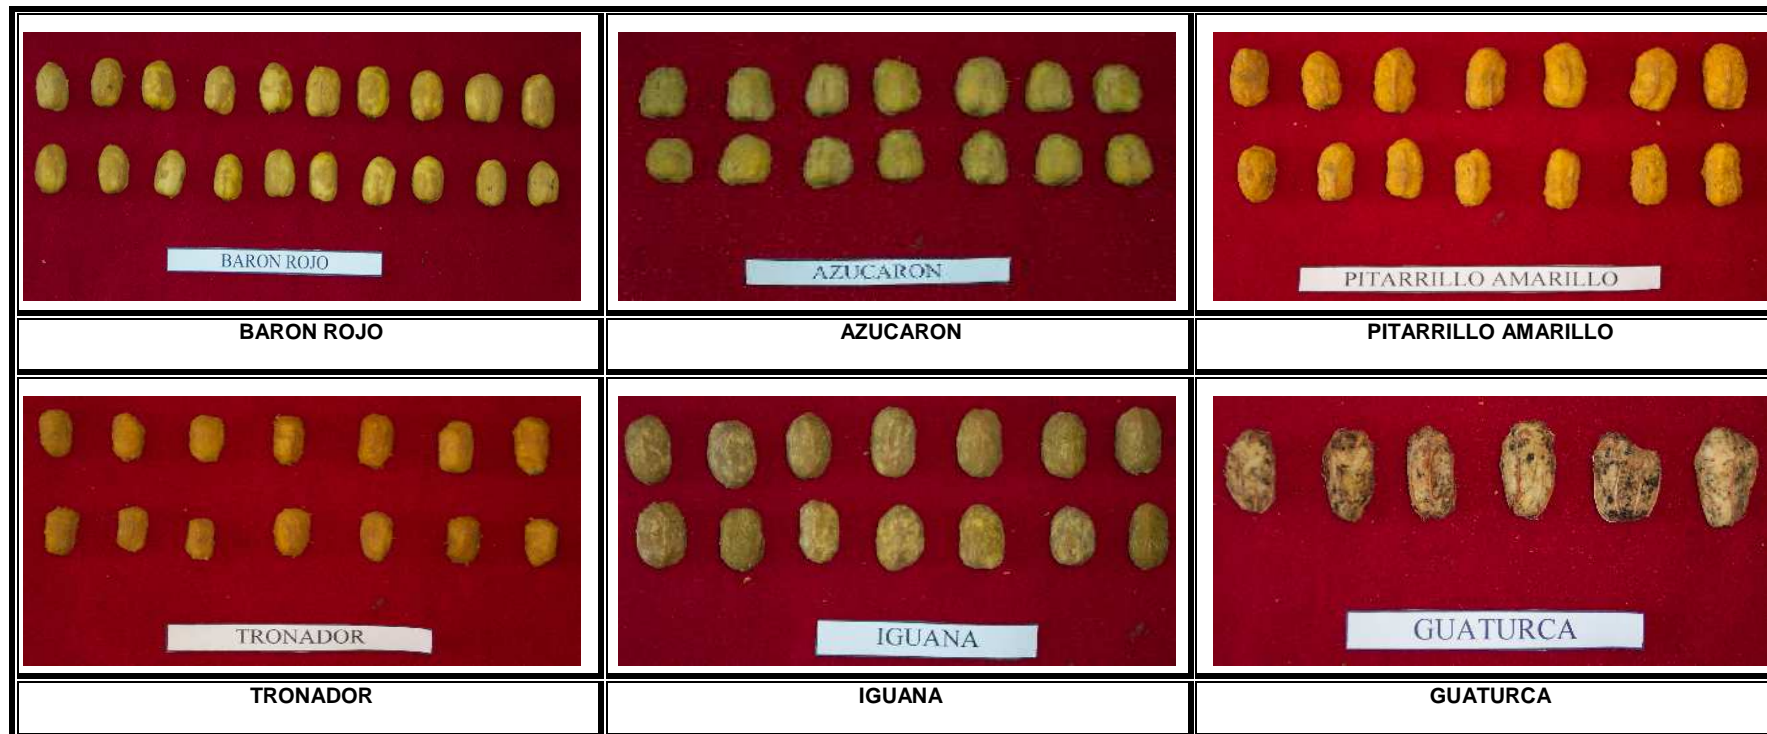 BARON ROJO
AZUCARON
PITARRILLO AMARILLO
BARON ROJO
AZUCARON
PITARRILLO AMARILLO
TRONADOR
IGUANA
GUATURCA
TRONADOR
IGUANA
GUATURCA